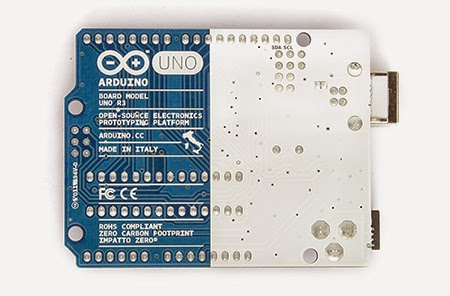 SDA SCL
UNO
ARDUINO
BOARD MODEL
UNO R3
OPEN-SOURCE ELECTRONICS
PROTOTYPING PLATFORM
ARDUINO.CC
MADE IN ITALY
FC CE
ROHS COMPLIANT
ZERO CARBON FOOTPRINT
IMPATTO ZERO®